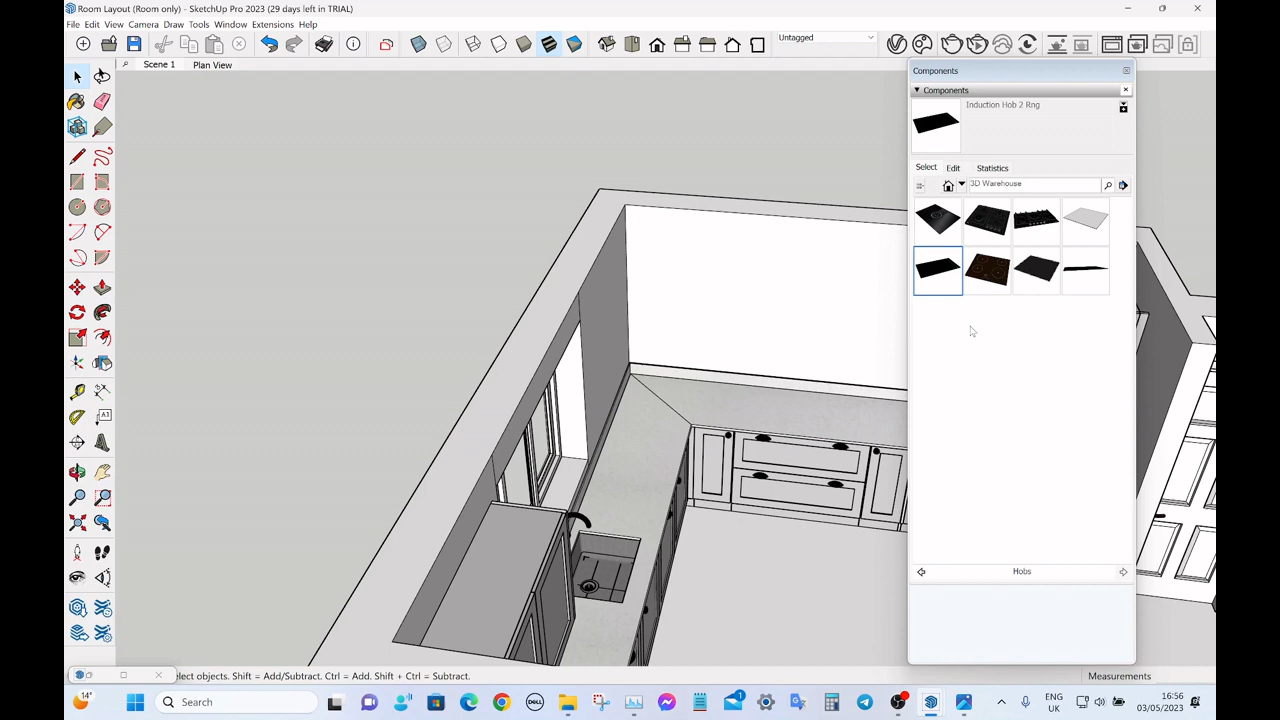 Room Layout (Room only) - SketchUp Pro 2023 (29 days left in TRIAL)
File Edit View Camera Draw Tools Window Extensions Help
Untagged
Scene 1 Plan View
Components
Components
Induction Hob 2 Rng
Select Edit Statistics
3D Warehouse
A1
Hobs
elect objects. Shift = Add/Subtract. Ctrl = Add. Shift + Ctrl = Subtract.
Measurements
14°
Search
DELL
1
ENG
UK
16:56
03/05/2023